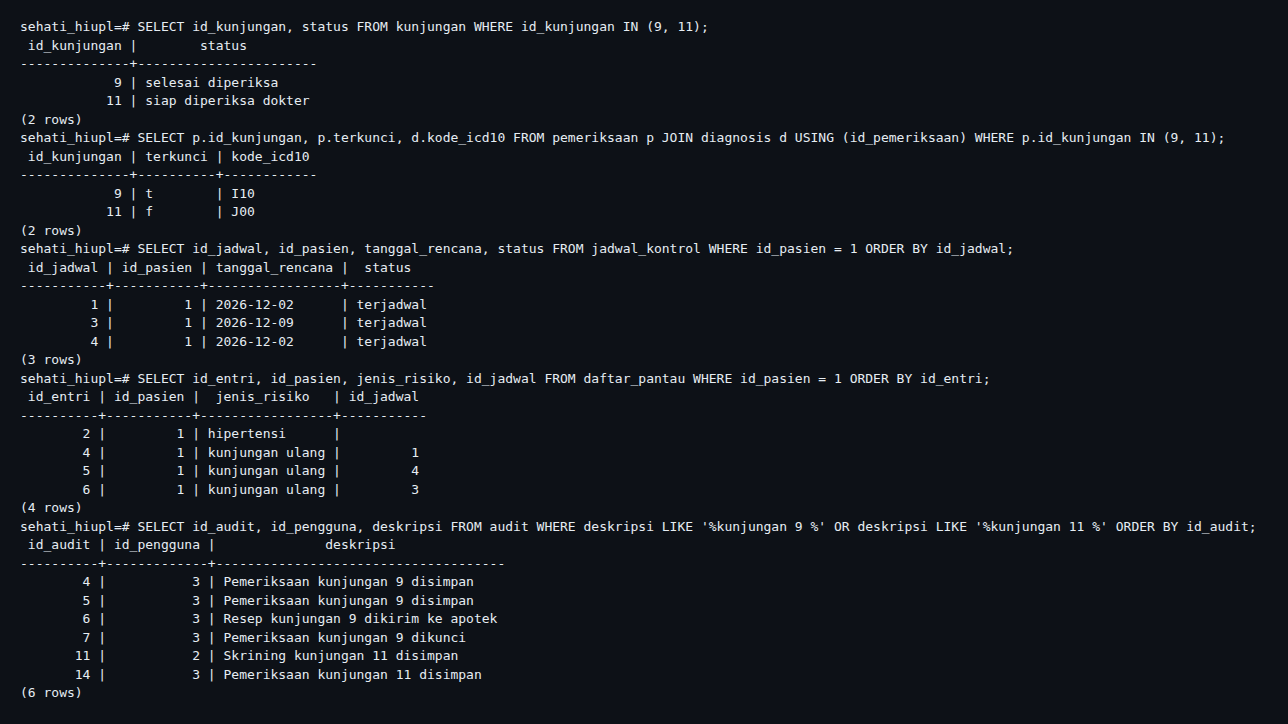 sehati_hiupl=# SELECT id_kunjungan, status FROM kunjungan WHERE id_kunjungan IN (9, 11);
 id_kunjungan |        status
--------------+-----------------------
            9 | selesai diperiksa
           11 | siap diperiksa dokter
(2 rows)
sehati_hiupl=# SELECT p.id_kunjungan, p.terkunci, d.kode_icd10 FROM pemeriksaan p JOIN diagnosis d USING (id_pemeriksaan) WHERE p.id_kunjungan IN (9, 11);
 id_kunjungan | terkunci | kode_icd10
--------------+----------+------------
            9 | t        | I10
           11 | f        | J00
(2 rows)
sehati_hiupl=# SELECT id_jadwal, id_pasien, tanggal_rencana, status FROM jadwal_kontrol WHERE id_pasien = 1 ORDER BY id_jadwal;
 id_jadwal | id_pasien | tanggal_rencana |  status
-----------+-----------+-----------------+-----------
         1 |         1 | 2026-12-02      | terjadwal
         3 |         1 | 2026-12-09      | terjadwal
         4 |         1 | 2026-12-02      | terjadwal
(3 rows)
sehati_hiupl=# SELECT id_entri, id_pasien, jenis_risiko, id_jadwal FROM daftar_pantau WHERE id_pasien = 1 ORDER BY id_entri;
 id_entri | id_pasien |  jenis_risiko   | id_jadwal
----------+-----------+-----------------+-----------
        2 |         1 | hipertensi      |
        4 |         1 | kunjungan ulang |         1
        5 |         1 | kunjungan ulang |         4
        6 |         1 | kunjungan ulang |         3
(4 rows)
sehati_hiupl=# SELECT id_audit, id_pengguna, deskripsi FROM audit WHERE deskripsi LIKE '%kunjungan 9 %' OR deskripsi LIKE '%kunjungan 11 %' ORDER BY id_audit;
 id_audit | id_pengguna |              deskripsi
----------+-------------+-------------------------------------
        4 |           3 | Pemeriksaan kunjungan 9 disimpan
        5 |           3 | Pemeriksaan kunjungan 9 disimpan
        6 |           3 | Resep kunjungan 9 dikirim ke apotek
        7 |           3 | Pemeriksaan kunjungan 9 dikunci
       11 |           2 | Skrining kunjungan 11 disimpan
       14 |           3 | Pemeriksaan kunjungan 11 disimpan
(6 rows)